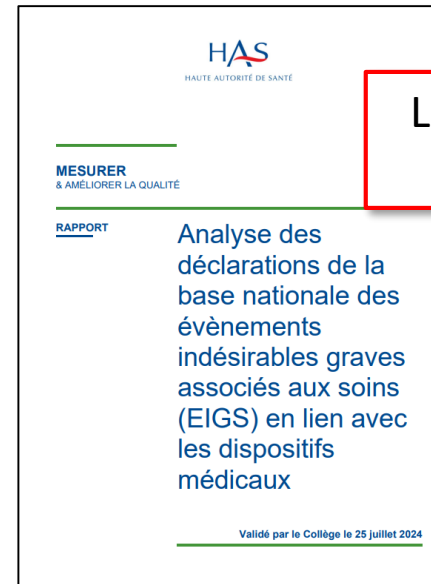 HAS
HAUTE AUTORITÉ DE SANTÉ
L
MESURER
& AMÉLIORER LA QUALITÉ
RAPPORT
Analyse des
déclarations de la
base nationale des
évènements
indésirables graves
associés aux soins
(EIGS) en lien avec
les dispositifs
médicaux
Validé par le Collège le 25 juillet 2024